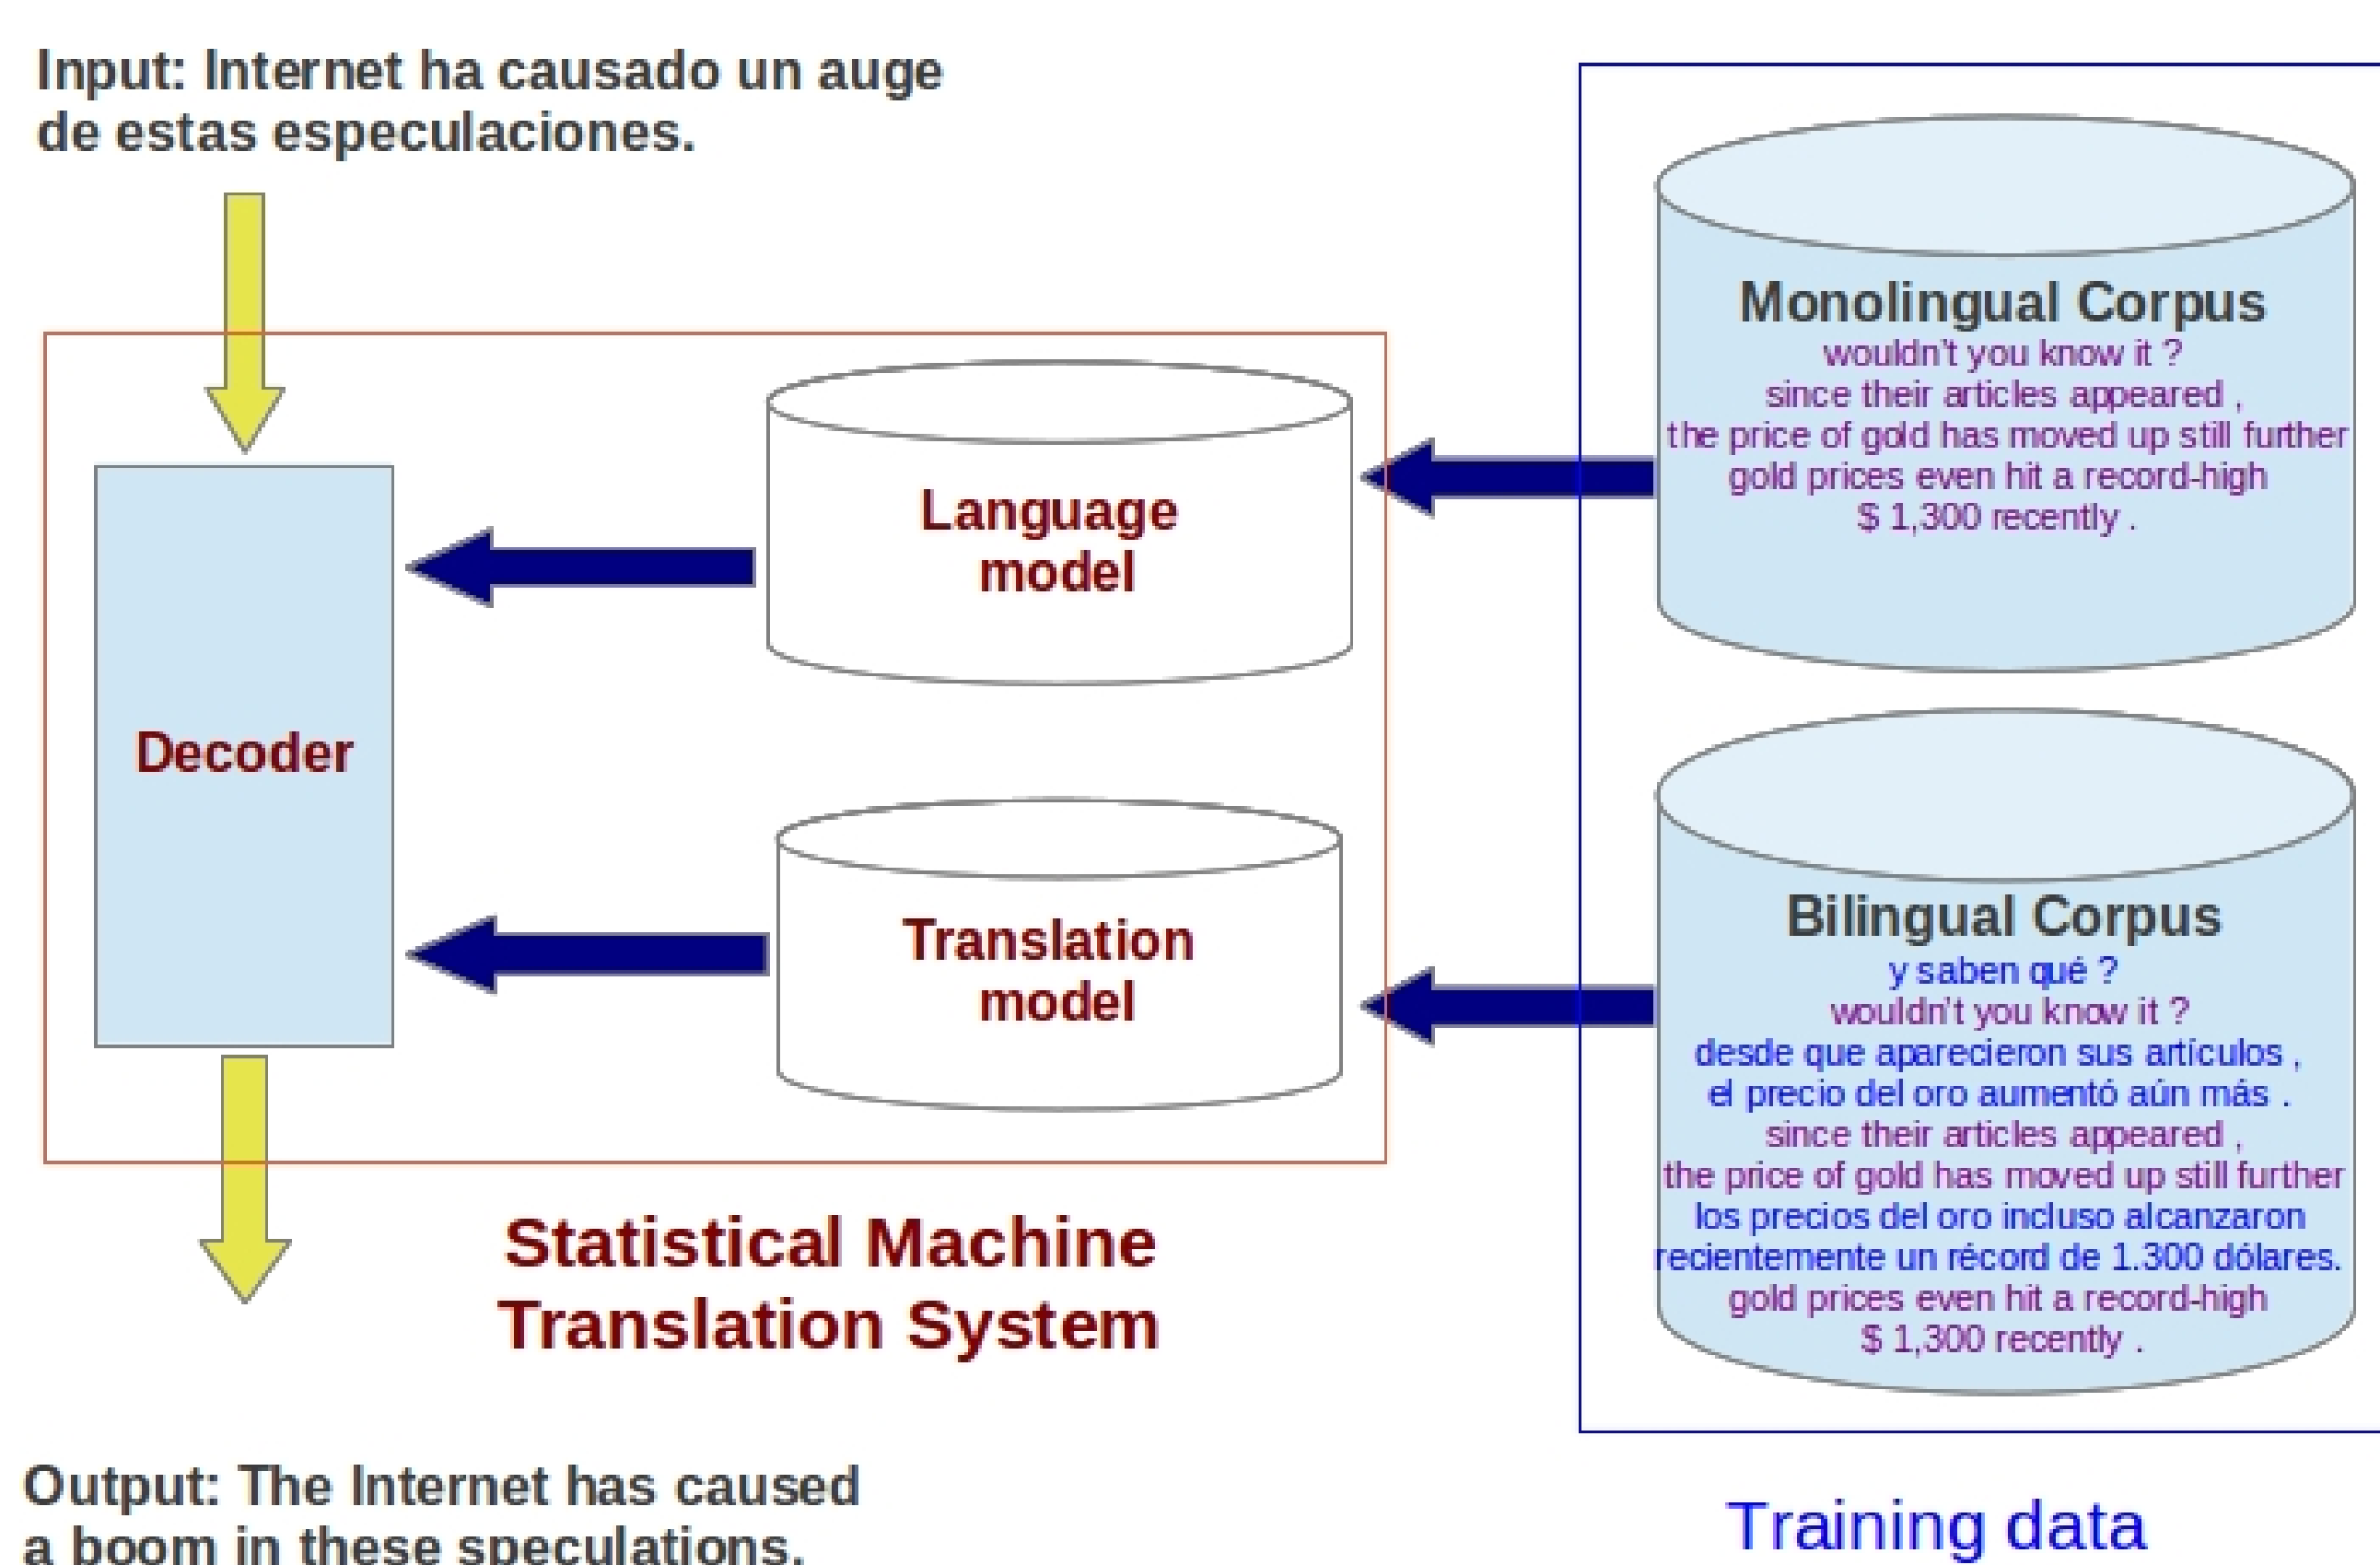 Input: Internet ha causado un auge
de estas especulaciones.
Decoder
Language
model
Translation
model
Statistical Machine
Translation System
Output: The Internet has caused
a boom in these speculations.
Monolingual Corpus
wouldn't you know it ?
since their articles appeared ,
the price of gold has moved up still further
gold prices even hit a record-high
$ 1,300 recently .
Bilingual Corpus
y saben qué ?
wouldn't you know it ?
desde que aparecieron sus artículos ,
el precio del oro aumentó aún más .
since their articles appeared ,
the price of gold has moved up still further
los precios del oro incluso alcanzaron
recientemente un récord de 1.300 dólares.
gold prices even hit a record-high
$ 1,300 recently .
Training data